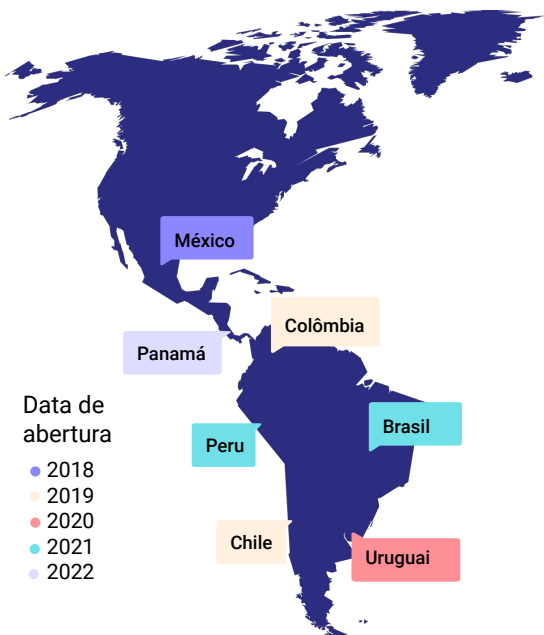 México
Colômbia
Panamá
Data de
abertura
2018
2019
2020
2021
2022
Peru
Brasil
Chile
Uruguai